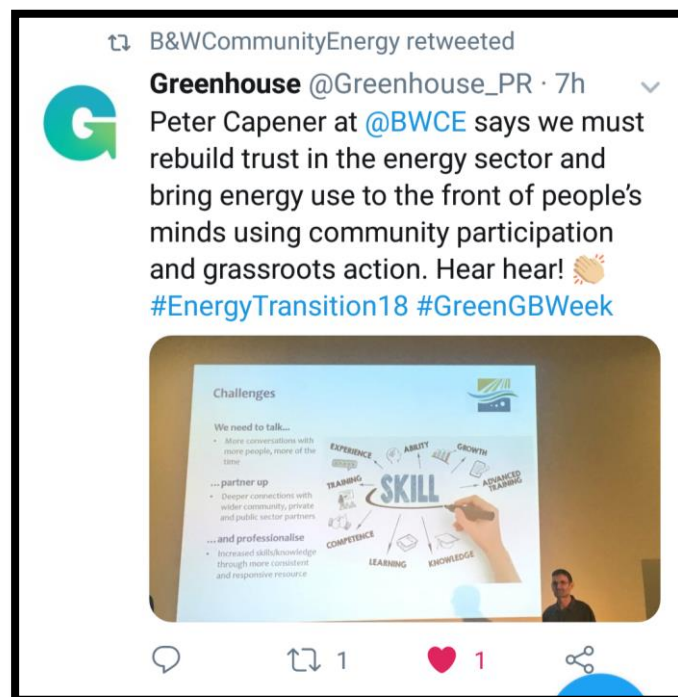 B&WCommunityEnergy retweeted
Greenhouse @Greenhouse_PR · 7h
Peter Capener at @BWCE says we must
rebuild trust in the energy sector and
bring energy use to the front of people's
minds using community participation
and grassroots action. Hear hear! 👏🏼
#EnergyTransition18 #GreenGBWeek
Challenges
We need to talk...
• More conversations with
more people, more of the
time
...partner up
• Deeper connections with
wider community, private
and public sector partners
...and professionalise
• Increased skills/knowledge
through more consistent
and responsive resource
EXPERIENCE
ABILITY
GROWTH
TRAINING
SKILL
ADVANCED
TRAINING
COMPETENCE
LEARNING
KNOWLEDGE
1
1